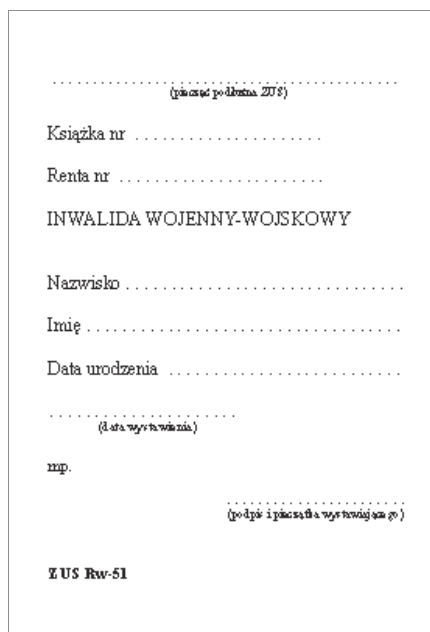 . . . . . . . . . . . . . . . . . . . . . . . . . . . . . . . . . . . . . . . . . . .
(pieczęć podłużna ZUS)
Książka nr . . . . . . . . . . . . . . . . . . . . .
Renta nr . . . . . . . . . . . . . . . . . . . . . . .
INWALIDA WOJENNY-WOJSKOWY
Nazwisko . . . . . . . . . . . . . . . . . . . . . . . . . . . . . .
Imię . . . . . . . . . . . . . . . . . . . . . . . . . . . . . . . . . .
Data urodzenia . . . . . . . . . . . . . . . . . . . . . . . . .
. . . . . . . . . . . . . . . . . . . . .
(data wystawienia)
mp.
. . . . . . . . . . . . . . . . . . . . . . .
(podpis i pieczątka wystawiającego)
ZUS Rw-51